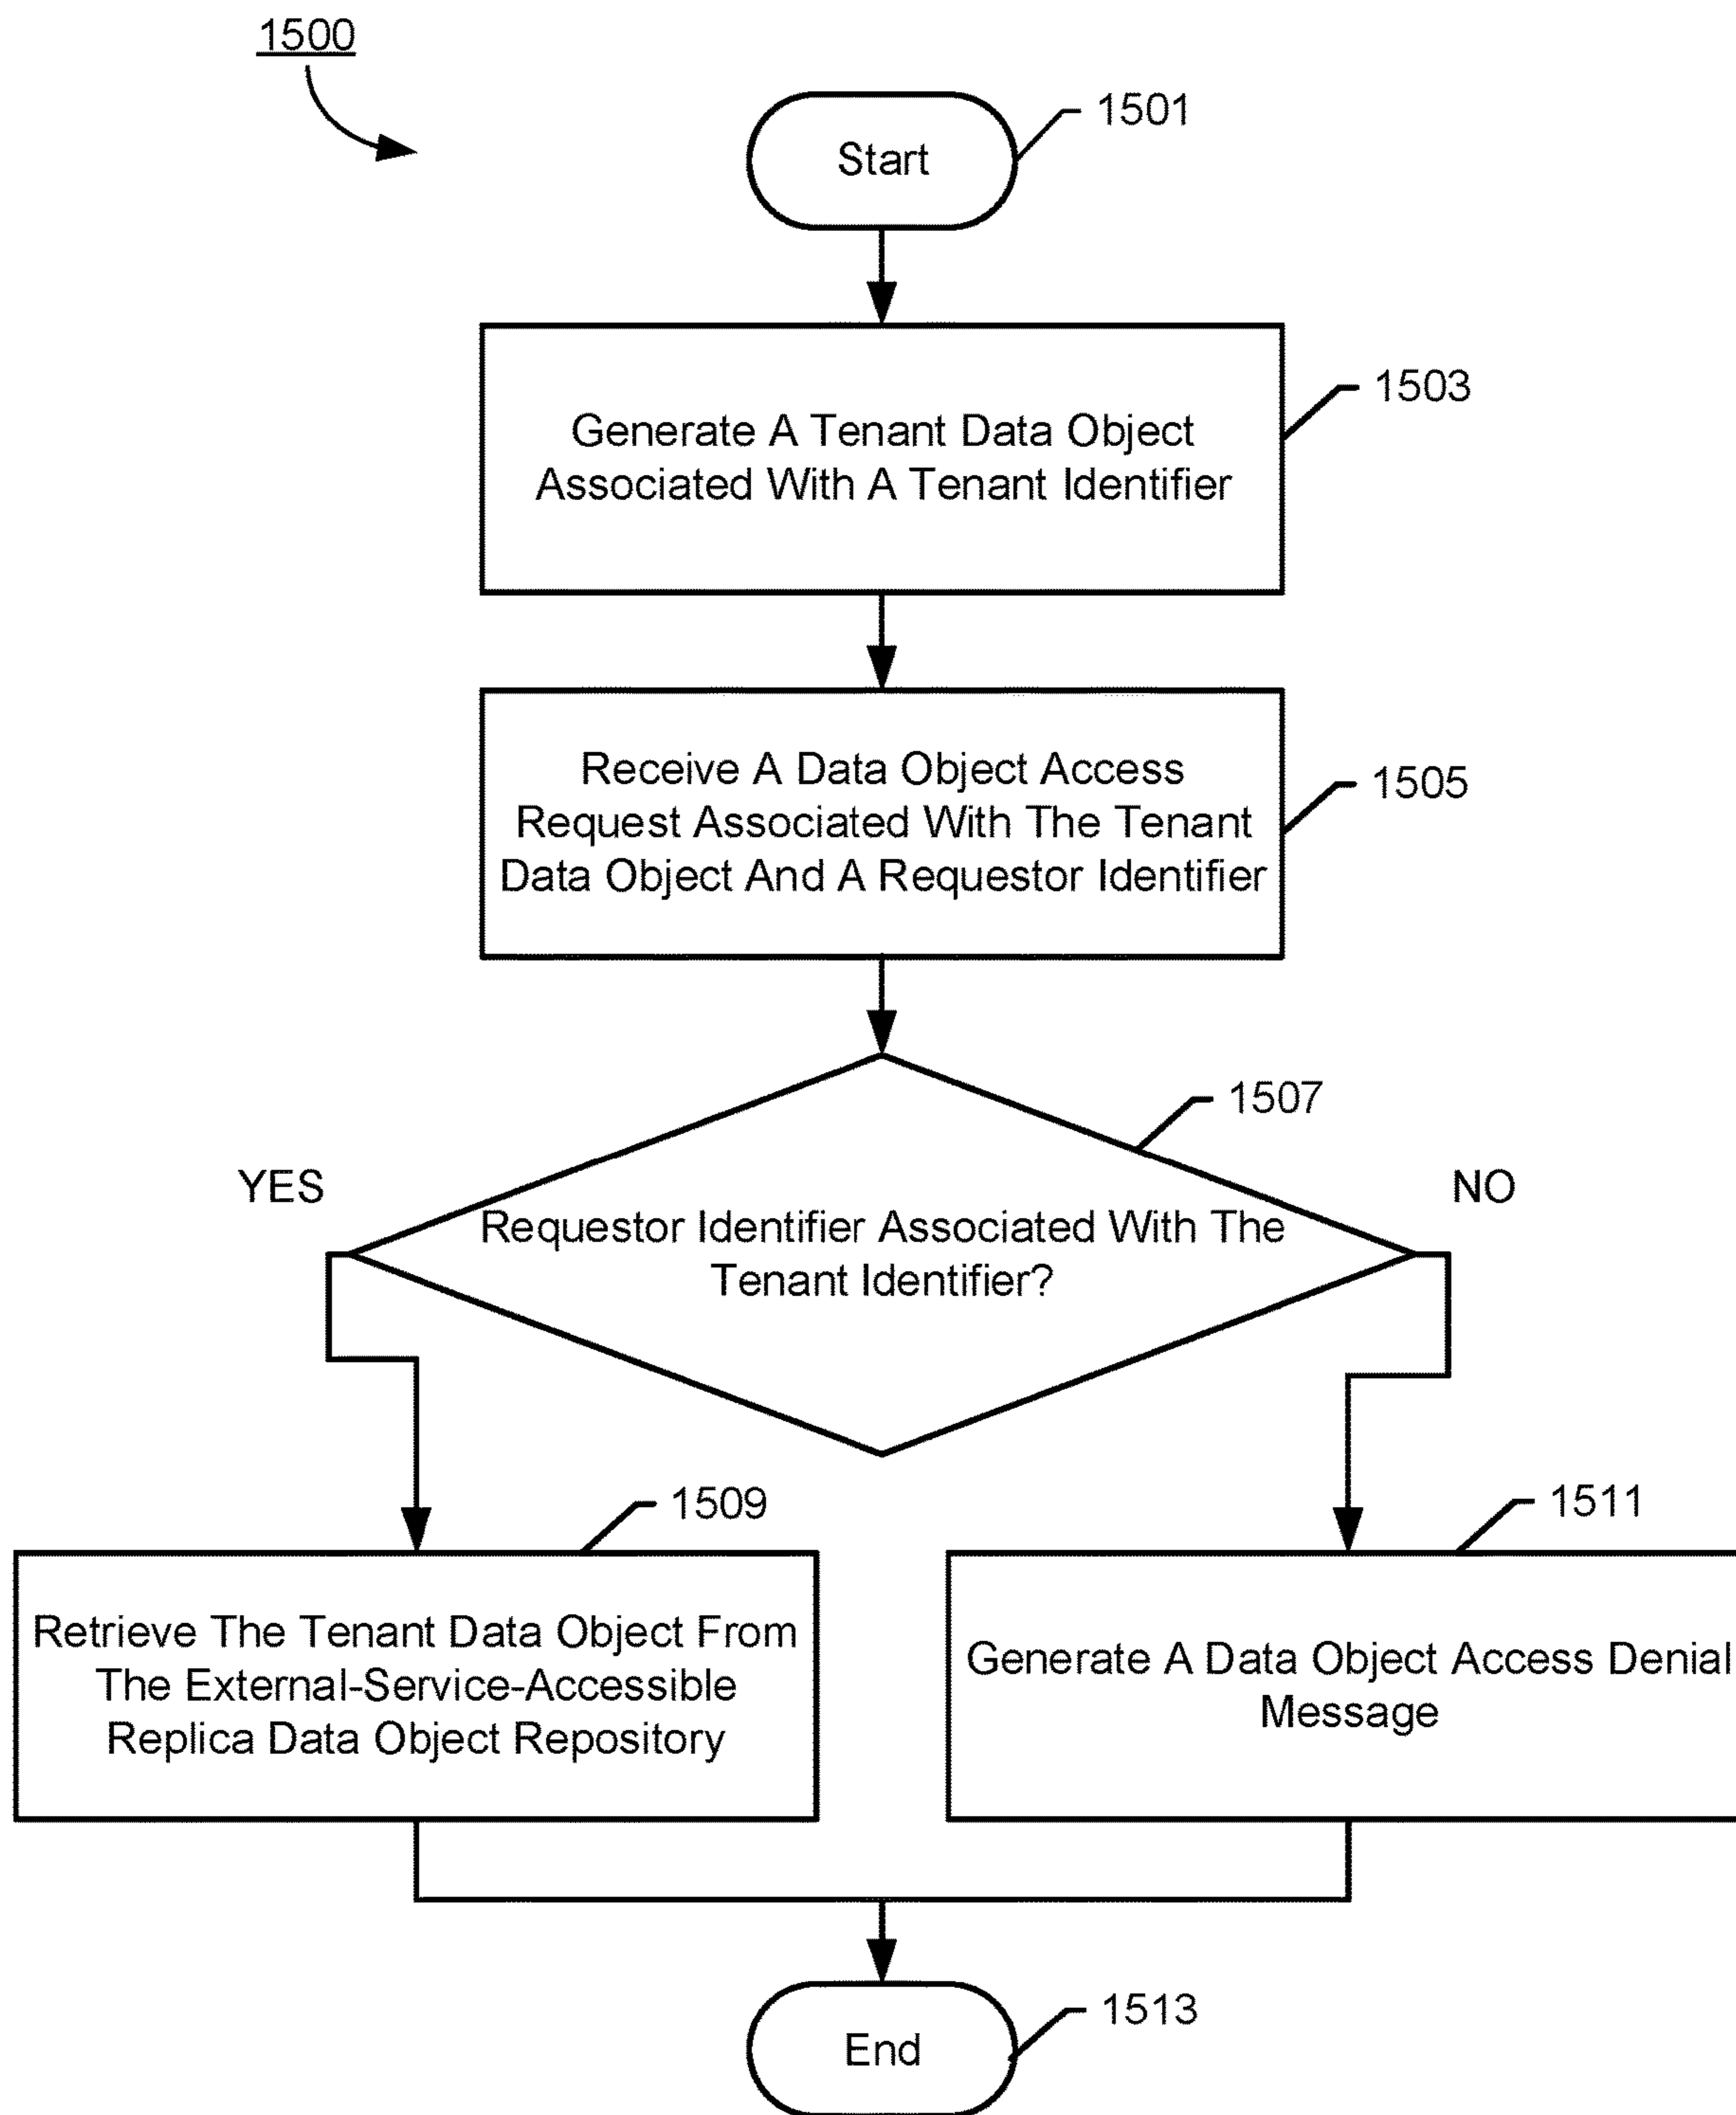 1500
Start
1501
Generate A Tenant Data Object
Associated With A Tenant Identifier
1503
Receive A Data Object Access
Request Associated With The Tenant
Data Object And A Requestor Identifier
1505
1507
YES
NO
Requestor Identifier Associated With The
Tenant Identifier?
1509
1511
Retrieve The Tenant Data Object From
The External-Service-Accessible
Replica Data Object Repository
Generate A Data Object Access Denial
Message
End
1513